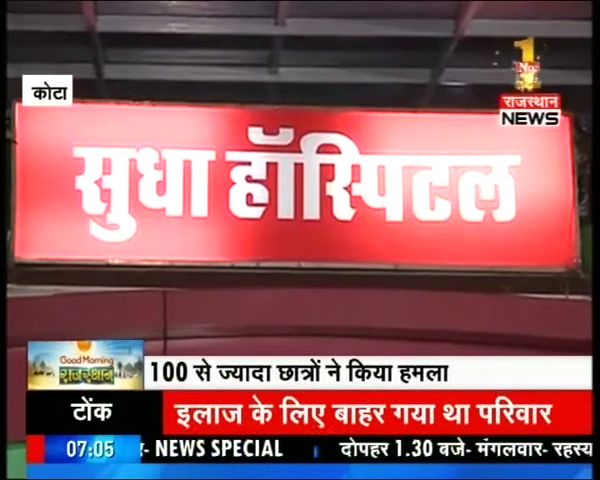 कोटा
1
No.
राजस्थान
NEWS
सुधा हॉस्पिटल
Good Morning
राजस्थान
100 से ज्यादा छात्रों ने किया हमला
टोंक
इलाज के लिए बाहर गया था परिवार
07:05
- NEWS SPECIAL
दोपहर 1.30 बजे- मंगलवार- रहस्य